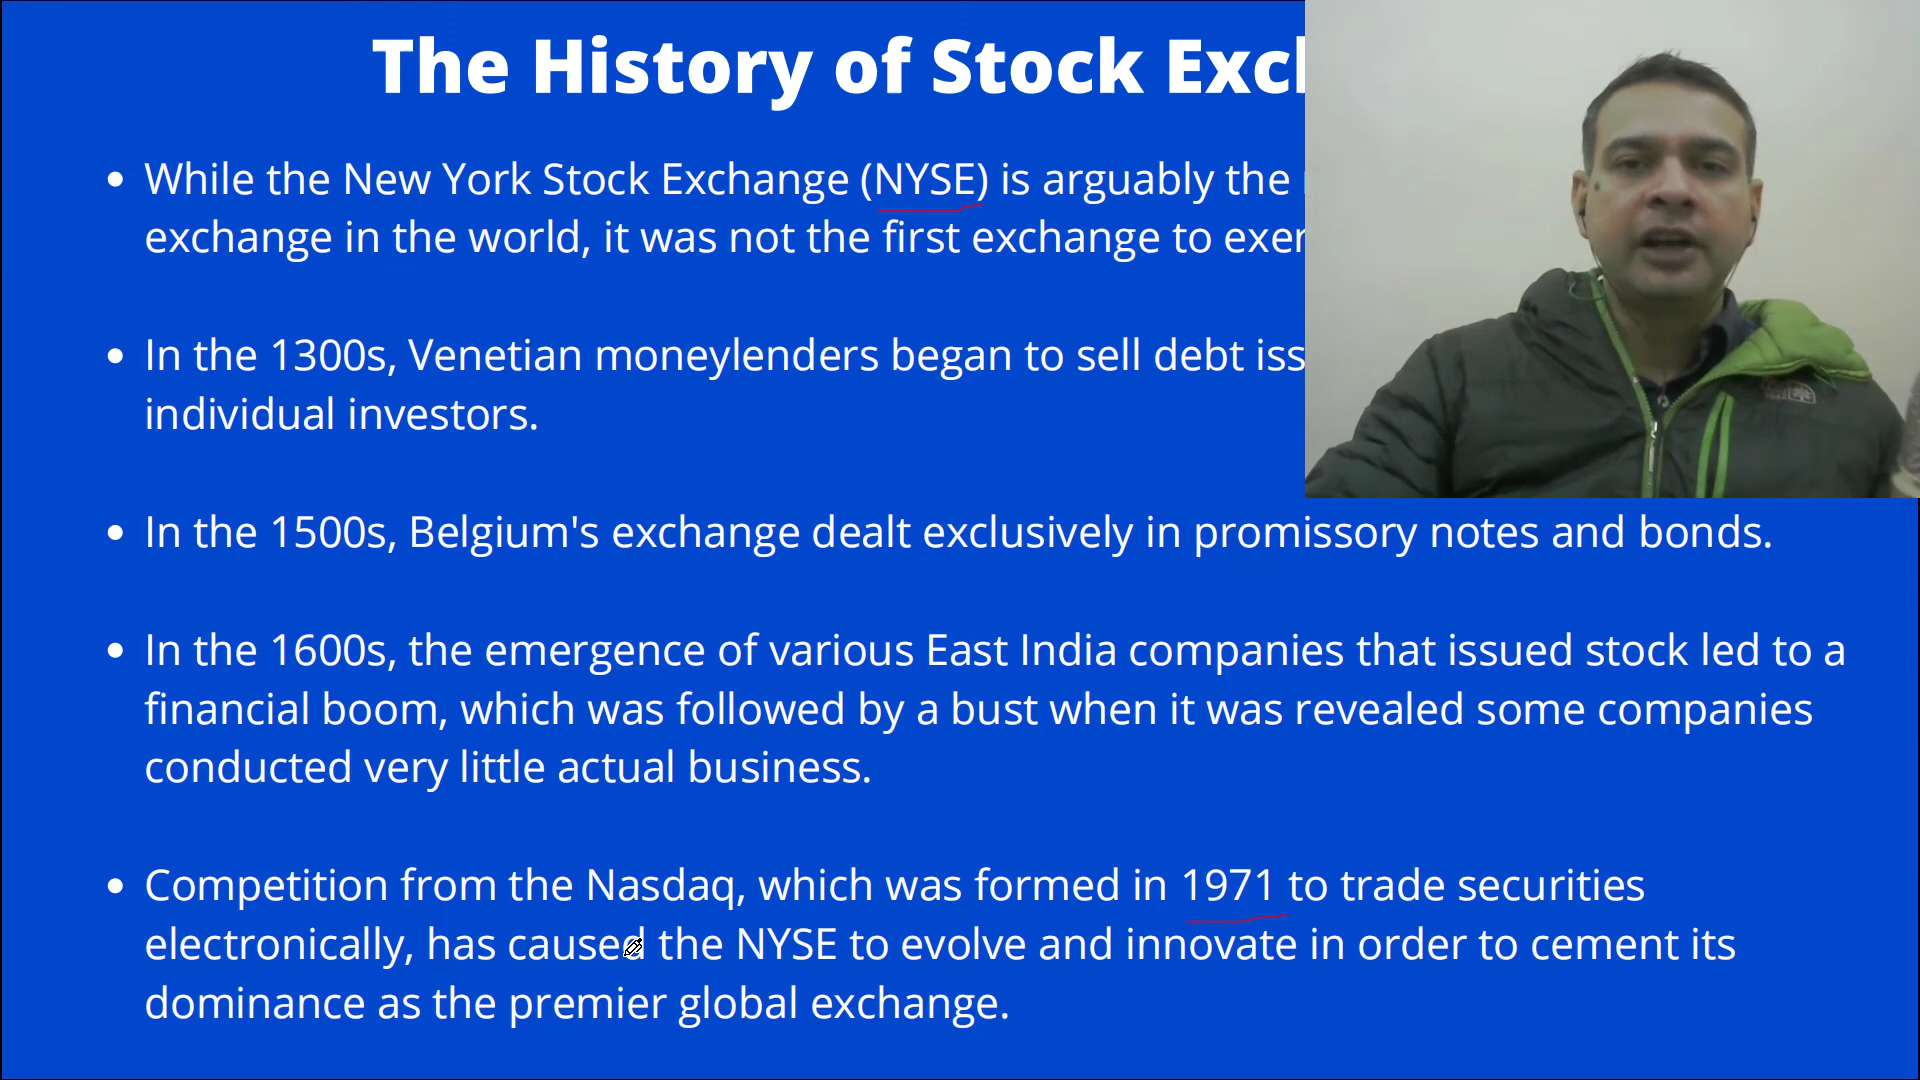 The History of Stock
While the New York Stock Exchange (NYSE) is arguably the
exchange in the world, it was not the first exchange to
In the 1300s, Venetian moneylenders began to sell debt
individual investors.
In the 1500s, Belgium's exchange dealt exclusively in promissory notes and bonds.
In the 1600s, the emergence of various East India companies that issued stock led to a
financial boom, which was followed by a bust when it was revealed some companies
conducted very little actual business.
Competition from the Nasdaq, which was formed in 1971 to trade securities
electronically, has caused the NYSE to evolve and innovate in order to cement its
dominance as the premier global exchange.